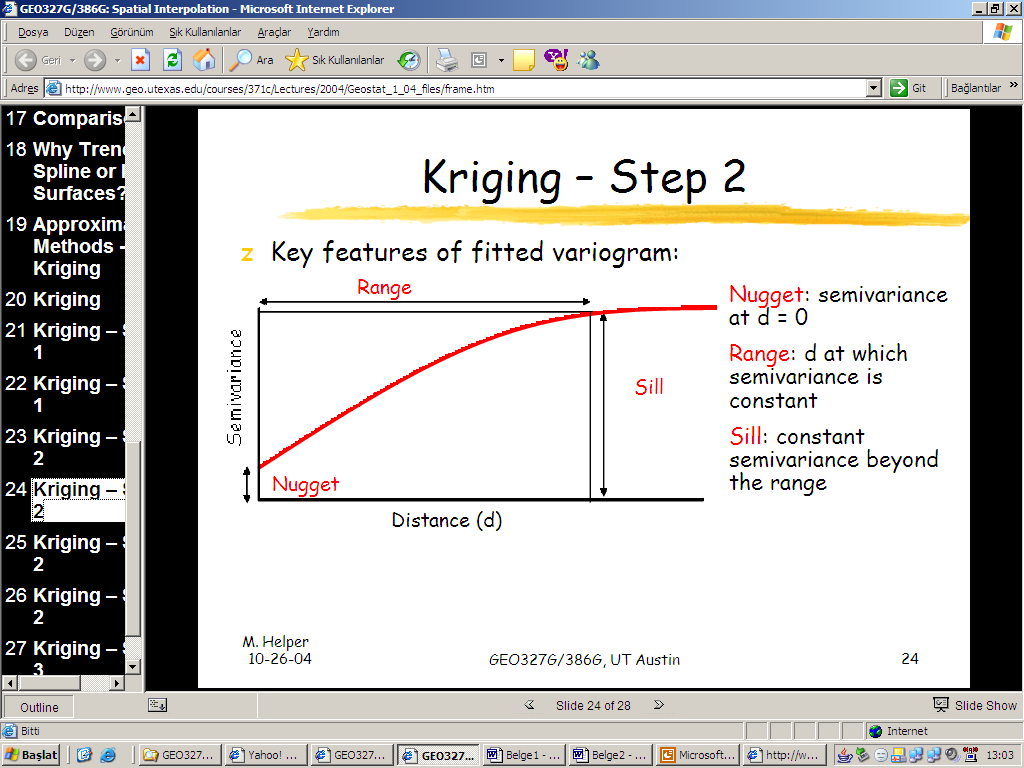 GEO327G/386G: Spatial Interpolation - Microsoft Internet Explorer
Dosya Düzen Görünüm Sık Kullanılanlar Araçlar Yardım
Geri Ara Sık Kullanılanlar
Adres http://www.geo.utexas.edu/courses/371c/Lectures/2004/Geostat_1_04_files/frame.htm Git Bağlantılar »
17 Comparis
18 Why Tren
Spline or
Surfaces?
19 Approxim
Methods -
Kriging
20 Kriging
21 Kriging –
1
22 Kriging –
1
23 Kriging –
2
24 Kriging –
2
25 Kriging –
2
26 Kriging –
2
27 Kriging –
3
Kriging – Step 2
z Key features of fitted variogram:
Range
Semivariance
Sill
Nugget
Distance (d)
Nugget: semivariance
at d = 0
Range: d at which
semivariance is
constant
Sill: constant
semivariance beyond
the range
M. Helper
10-26-04
GEO327G/386G, UT Austin
24
Outline Slide 24 of 28 Slide Show
Bitti Internet
Başlat GEO327... Yahoo! ... GEO327... GEO327... Belge1 - ... Belge2 - ... Microsoft... http://w... 13:03